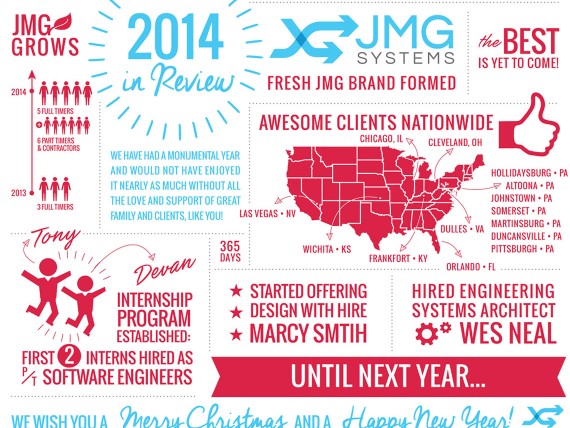 JMG
GROWS
2014
5 FULL TIMERS
6 PART TIMERS
& CONTRACTORS
2013
3 FULL TIMERS
2014
in Review
JMG
SYSTEMS
FRESH JMG BRAND FORMED
the BEST
IS YET TO COME!
WE HAVE HAD A MONUMENTAL YEAR
AND WOULD NOT HAVE ENJOYED
IT NEARLY AS MUCH WITHOUT ALL
THE LOVE AND SUPPORT OF GREAT
FAMILY AND CLIENTS, LIKE YOU!
AWESOME CLIENTS NATIONWIDE
CHICAGO, IL
CLEVELAND, OH
HOLLIDAYSBURG • PA
ALTOONA • PA
JOHNSTOWN • PA
SOMERSET • PA
MARTINSBURG • PA
DUNCANSVILLE • PA
PITTSBURGH • PA
LAS VEGAS • NV
WICHITA • KS
FRANKFORT • KY
DULLES • VA
ORLANDO • FL
365
DAYS
Tony
Devan
INTERNSHIP
PROGRAM
ESTABLISHED:
FIRST 2 INTERNS HIRED AS
P/T SOFTWARE ENGINEERS
★ STARTED OFFERING
★ DESIGN WITH HIRE
★ MARCY SMTIH
HIRED ENGINEERING
SYSTEMS ARCHITECT
WES NEAL
UNTIL NEXT YEAR...
WE WISH YOU A Merry Christmas AND A Happy New Year!